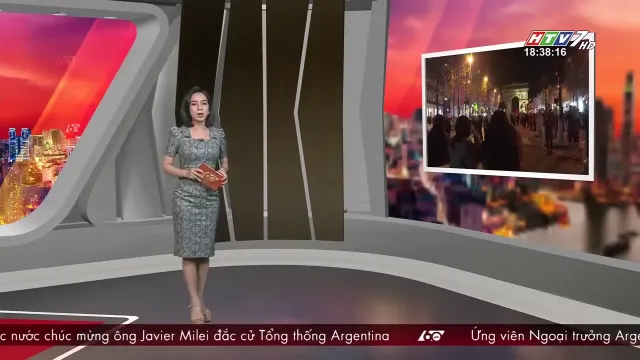 HTV7 HD
18:38:16
c nước chúc mừng ông Javier Milei đắc cử Tổng thống Argentina 60 Ứng viên Ngoại trưởng Arge